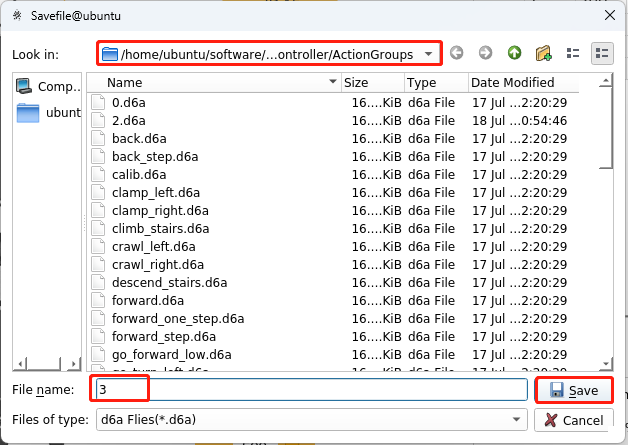 Savefile@ubuntu
Look in: /home/ubuntu/software/...ontroller/ActionGroups
Comp...
ubunt
Name Size Type Date Modified
0.d6a 16....KiB d6a File 17 Jul ...2:20:29
2.d6a 16....KiB d6a File 18 Jul ...0:54:46
back.d6a 16....KiB d6a File 17 Jul ...2:20:29
back_step.d6a 16....KiB d6a File 17 Jul ...2:20:29
calib.d6a 16....KiB d6a File 17 Jul ...2:20:29
clamp_left.d6a 16....KiB d6a File 17 Jul ...2:20:29
clamp_right.d6a 16....KiB d6a File 17 Jul ...2:20:29
climb_stairs.d6a 16....KiB d6a File 17 Jul ...2:20:29
crawl_left.d6a 16....KiB d6a File 17 Jul ...2:20:29
crawl_right.d6a 16....KiB d6a File 17 Jul ...2:20:29
descend_stairs.d6a 16....KiB d6a File 17 Jul ...2:20:29
forward.d6a 16....KiB d6a File 17 Jul ...2:20:29
forward_one_step.d6a 16....KiB d6a File 17 Jul ...2:20:29
forward_step.d6a 16....KiB d6a File 17 Jul ...2:20:29
go_forward_low.d6a 16....KiB d6a File 17 Jul ...2:20:29
File name: 3 Save
Files of type: d6a Flies(*.d6a) Cancel